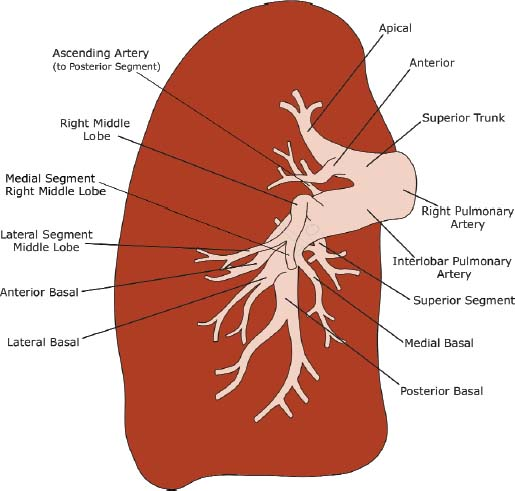 Apical
Ascending Artery
(to Posterior Segment)
Anterior
Superior Trunk
Right Middle
Lobe
Medial Segment
Right Middle Lobe
Right Pulmonary
Artery
Lateral Segment
Middle Lobe
Interlobar Pulmonary
Artery
Anterior Basal
Superior Segment
Lateral Basal
Medial Basal
Posterior Basal